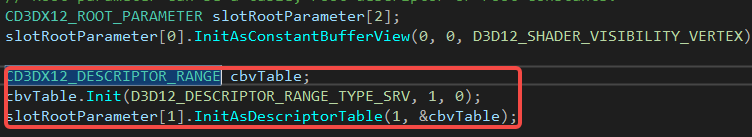 CD3DX12_ROOT_PARAMETER slotRootParameter[2];
slotRootParameter[0].InitAsConstantBufferView(0, 0, D3D12_SHADER_VISIBILITY_VERTEX)
CD3DX12_DESCRIPTOR_RANGE cbvTable;
cbvTable.Init(D3D12_DESCRIPTOR_RANGE_TYPE_SRV, 1, 0);
slotRootParameter[1].InitAsDescriptorTable(1, &cbvTable);